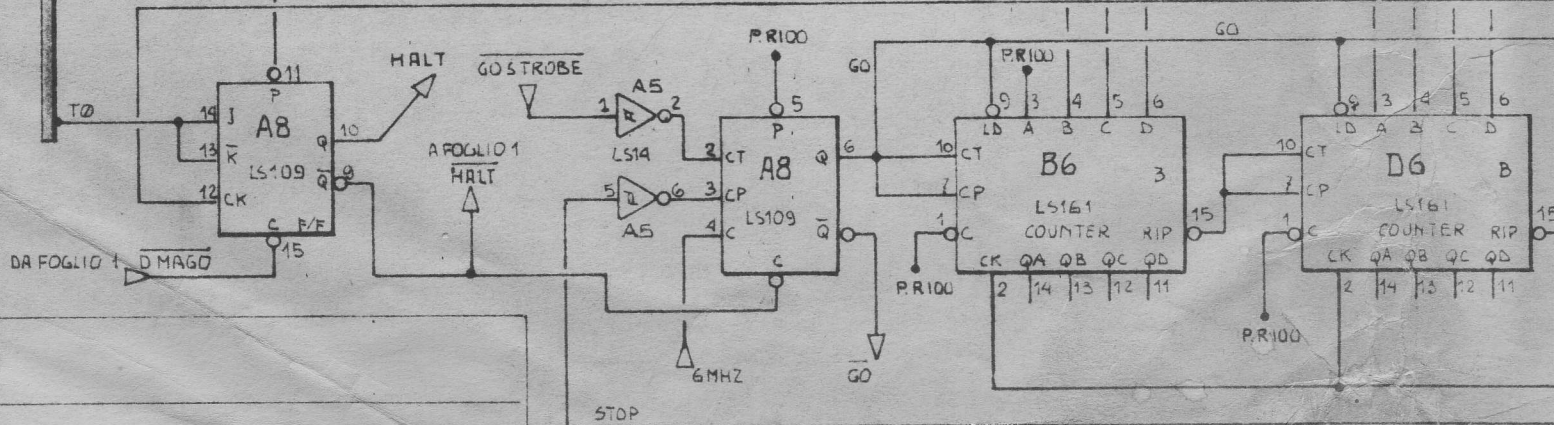 GO
P.R100
HALT
GO STROBE
GO
P.R100
11
A5
9
3
4
5
6
8
3
4
5
6
P
1
2
5
LD
A
B
C
D
LD
A
B
C
D
TØ
14
J
A8
10
P
LS14
2
CT
A8
Q
6
10
CT
B6
10
CT
D6
Q
13
K
LS109
Q
9
A FOGLIO 1
HALT
5
6
3
CP
7
CP
3
7
CP
B
12
CK
A5
LS109
LS161
15
LS161
15
C
F/F
4
C
Q
1
C
COUNTER
RIP
1
C
COUNTER
RIP
15
DA FOGLIO 1
D MAGO
C
CK
QA
QB
QC
QD
CK
QA
QB
QC
QD
P.R100
2
14
13
12
11
2
14
13
12
11
P.R100
6MHZ
GO
STOP